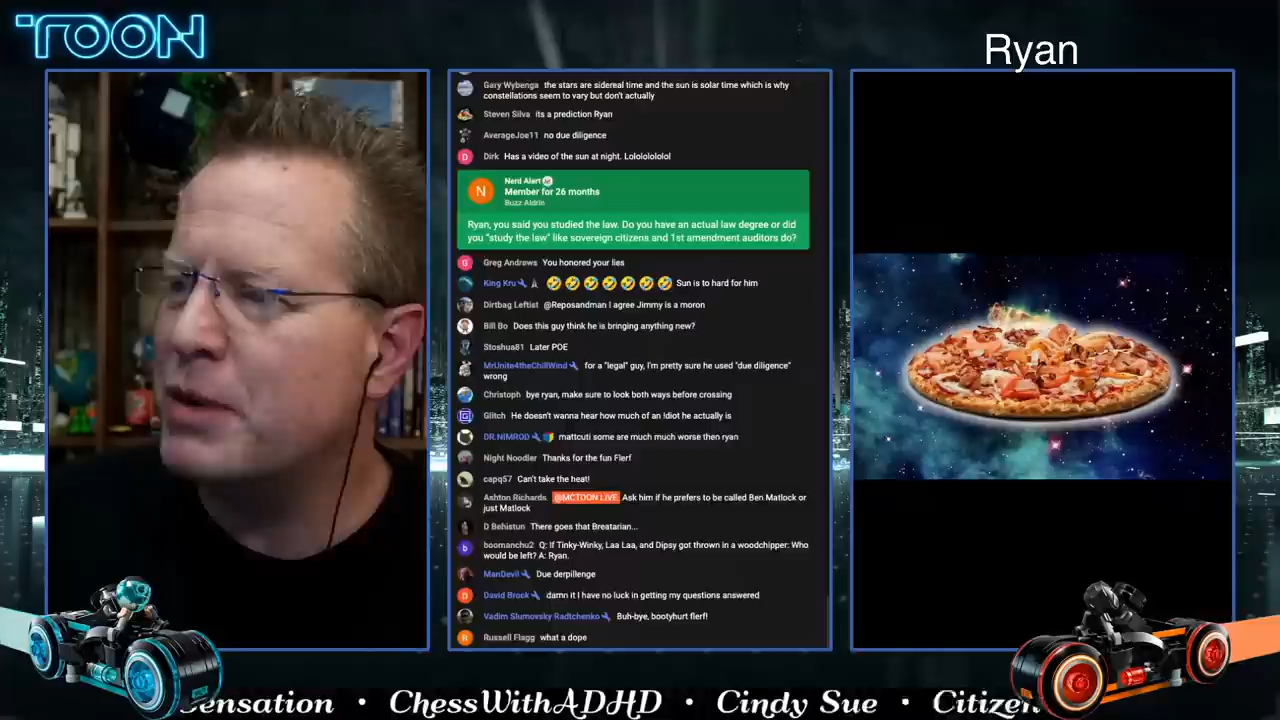 TOON
Ryan
Gary Wybenga the stars are sidereal time and the sun is solar time which is why
constellations seem to vary but don't actually
Steven Silva its a prediction Ryan
AverageJoe11 no due diligence
D Dirk Has a video of the sun at night. Lolololololol
Nerd Alert
N Member for 26 months
Buzz Aldrin
Ryan, you said you studied the law. Do you have an actual law degree or did
you "study the law" like sovereign citizens and 1st amendment auditors do?
G Greg Andrews You honored your lies
King Kru 🤣🤣🤣🤣🤣🤣🤣 Sun is to hard for him
Dirtbag Leftist @Reposandman I agree Jimmy is a moron
Bill Bo Does this guy think he is bringing anything new?
Stoshua81 Later POE
MrUnite4theChillWind for a "legal" guy, I'm pretty sure he used "due diligence"
wrong
Christoph bye ryan, make sure to look both ways before crossing
Glitch He doesn't wanna hear how much of an !diot he actually is
DR.NIMROD mattcuti some are much much worse then ryan
Night Noodler Thanks for the fun Flerf
capq57 Can't take the heat!
Ashton Richards @MCTOON LIVE Ask him if he prefers to be called Ben Matlock or
just Matlock
D Behistun There goes that Breatarian...
b boomanchu2 Q: If Tinky-Winky, Laa Laa, and Dipsy got thrown in a woodchipper: Who
would be left? A: Ryan.
ManDevil Due derpillenge
D David Brock damn it I have no luck in getting my questions answered
Vadim Slumovsky Radtchenko Buh-bye, bootyhurt flerf!
R Russell Flagg what a dope
ensation • ChessWithADHD • Cindy Sue • Citizen